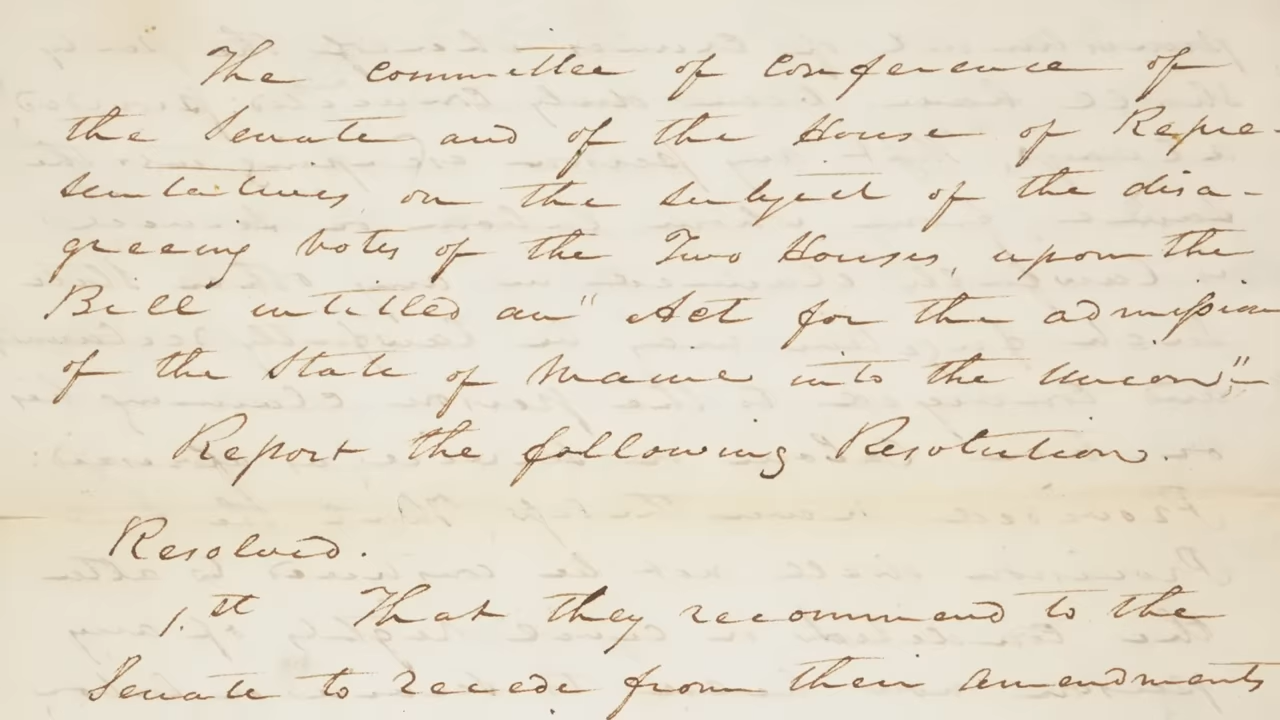 The committee of conference of
the Senate and of the House of Repre-
sentatives, on the subject of the disa-
greeing votes of the Two Houses, upon the
Bill intitled an "Act for the admission
of the State of Maine into the Union"-
Report the following Resolution.
Resolved.
1.st That they recommend to the
Senate to recede from their amendments